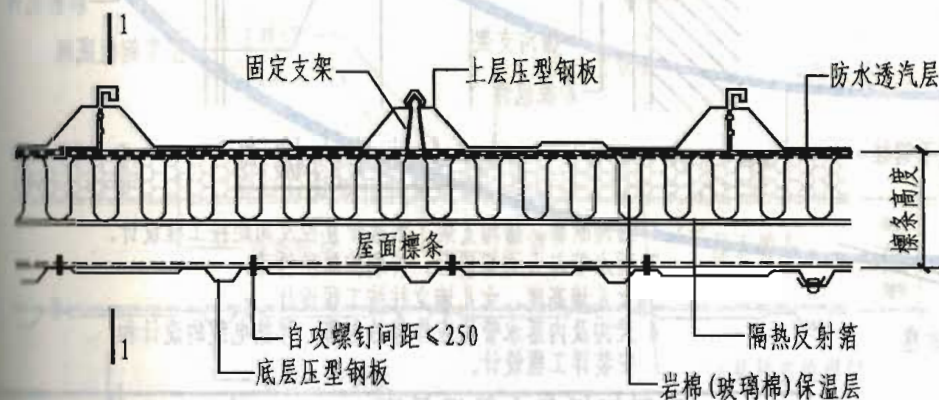 1
固定支架
上层压型钢板
防水透汽层
檩条高度
屋面檩条
自攻螺钉间距≤250
1
底层压型钢板
隔热反射箔
岩棉(玻璃棉)保温层